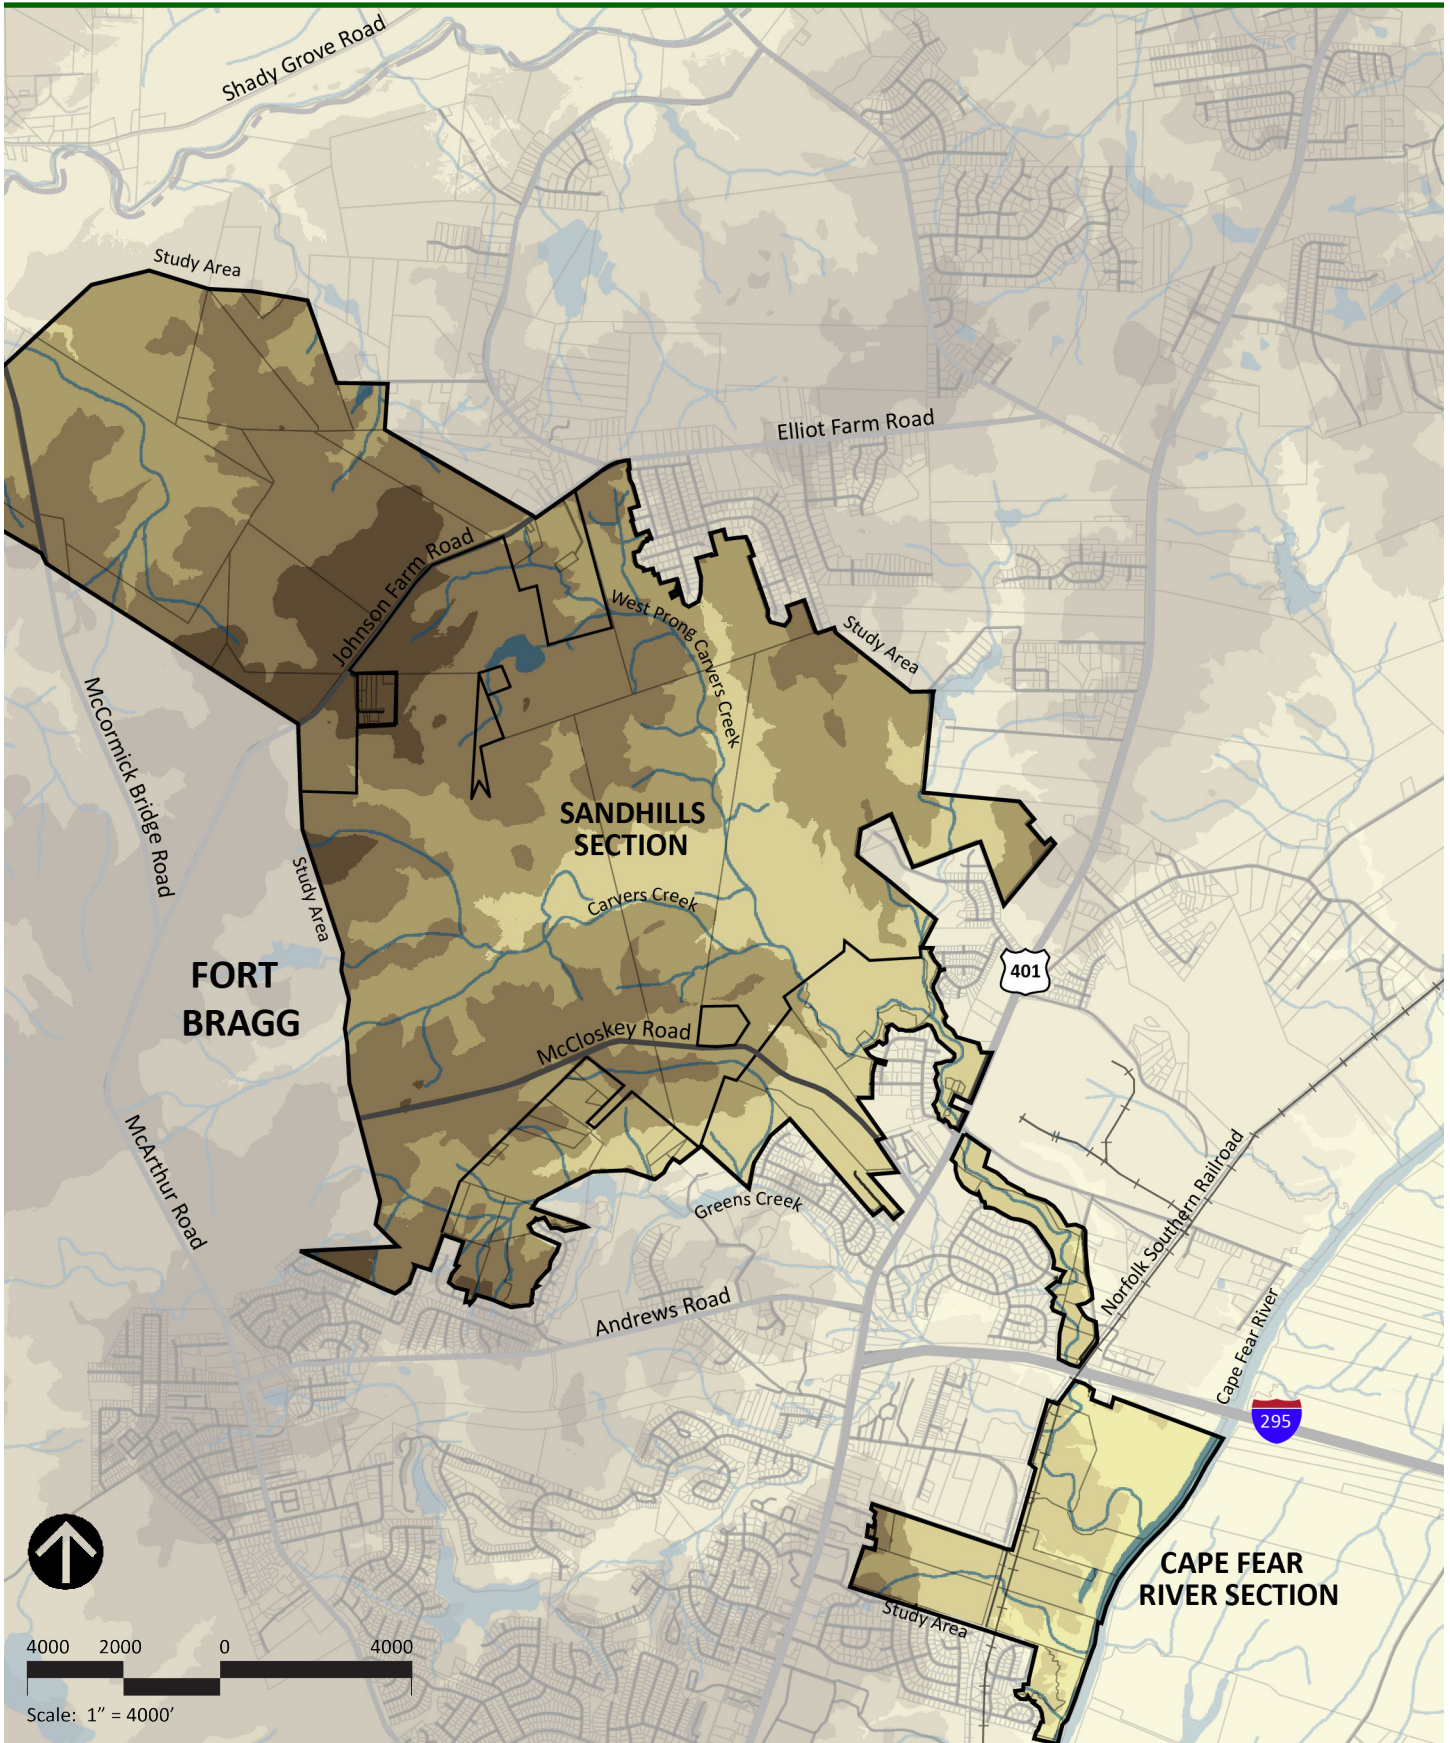 Shady Grove Road
Study Area
Elliot Farm Road
Johnson Farm Road
West Prong Carvers Creek
Study Area
McCormick Bridge Road
SANDHILLS
SECTION
Study Area
Carvers Creek
FORT
BRAGG
401
McCloskey Road
McArthur Road
Greens Creek
Norfolk Southern Railroad
Andrews Road
Cape Fear River
295
CAPE FEAR
RIVER SECTION
Study Area
4000 2000 0 4000
Scale: 1” = 4000’